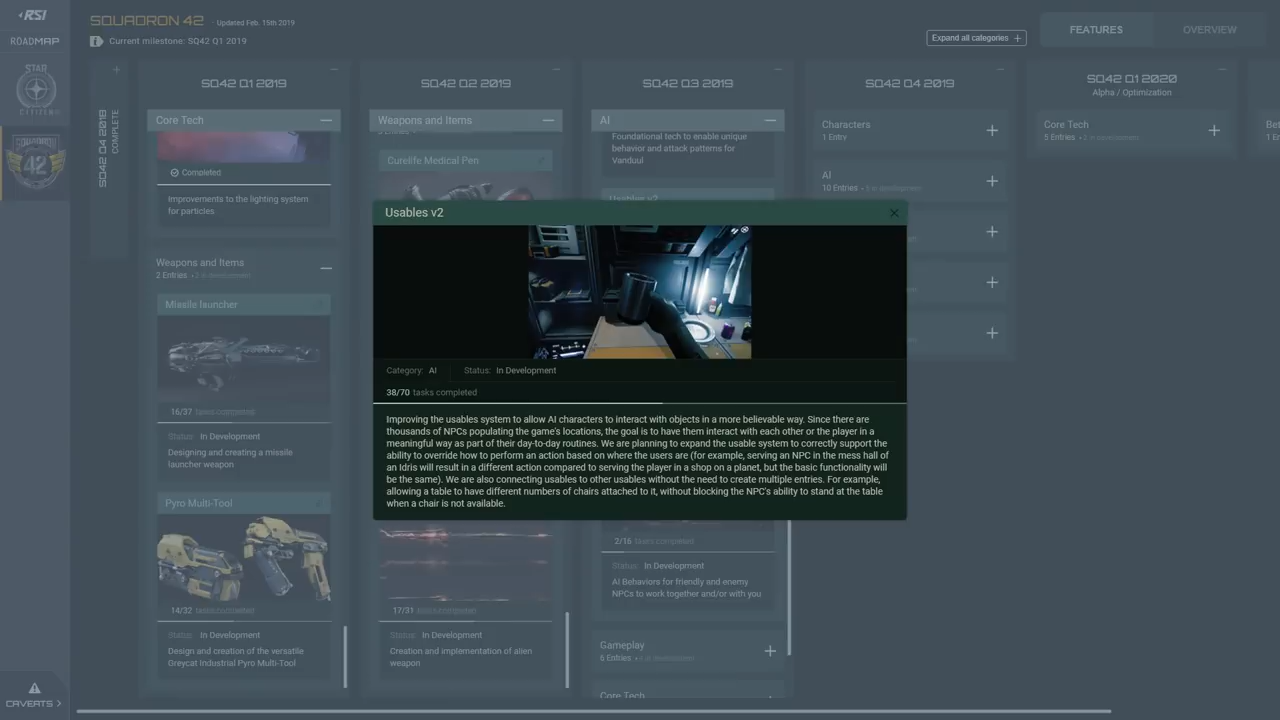 RSI
ROADMAP
STAR
CITIZEN
SQUADRON
42
CAVEATS
SQUADRON 42 · Updated Feb. 15th 2019
Current milestone: SQ42 Q1 2019
Expand all categories +
FEATURES
OVERVIEW
SQ42 Q4 2018
COMPLETE
SQ42 Q1 2019
Core Tech
Completed
Improvements to the lighting system
for particles
Weapons and Items
2 Entries
Missile launcher
16/37 tasks completed
Status: In Development
Designing and creating a missile
launcher weapon
Pyro Multi-Tool
14/32 tasks completed
Status: In Development
Design and creation of the versatile
Greycat Industrial Pyro Multi-Tool
SQ42 Q2 2019
Weapons and Items
Curelife Medical Pen
17/31
Status: In Development
Creation and implementation of alien
weapon
SQ42 Q3 2019
AI
Foundational tech to enable unique
behavior and attack patterns for
Vanduul
Usables v2
2/16 tasks completed
Status: In Development
AI Behaviors for friendly and enemy
NPCs to work together and/or with you
Gameplay
6 Entries
Core Tech
SQ42 Q4 2019
Characters
1 Entry
AI
10 Entries
SQ42 Q1 2020
Alpha / Optimization
Core Tech
5 Entries
Usables v2
Category: AI
Status: In Development
38/70 tasks completed
Improving the usables system to allow AI characters to interact with objects in a more believable way. Since there are
thousands of NPCs populating the game's locations, the goal is to have them interact with each other or the player in a
meaningful way as part of their day-to-day routines. We are planning to expand the usable system to correctly support the
ability to override how to perform an action based on where the users are (for example, serving an NPC in the mess hall of
an Idris will result in a different action compared to serving the player in a shop on a planet, but the basic functionality will
be the same). We are also connecting usables to other usables without the need to create multiple entries. For example,
allowing a table to have different numbers of chairs attached to it, without blocking the NPC's ability to stand at the table
when a chair is not available.